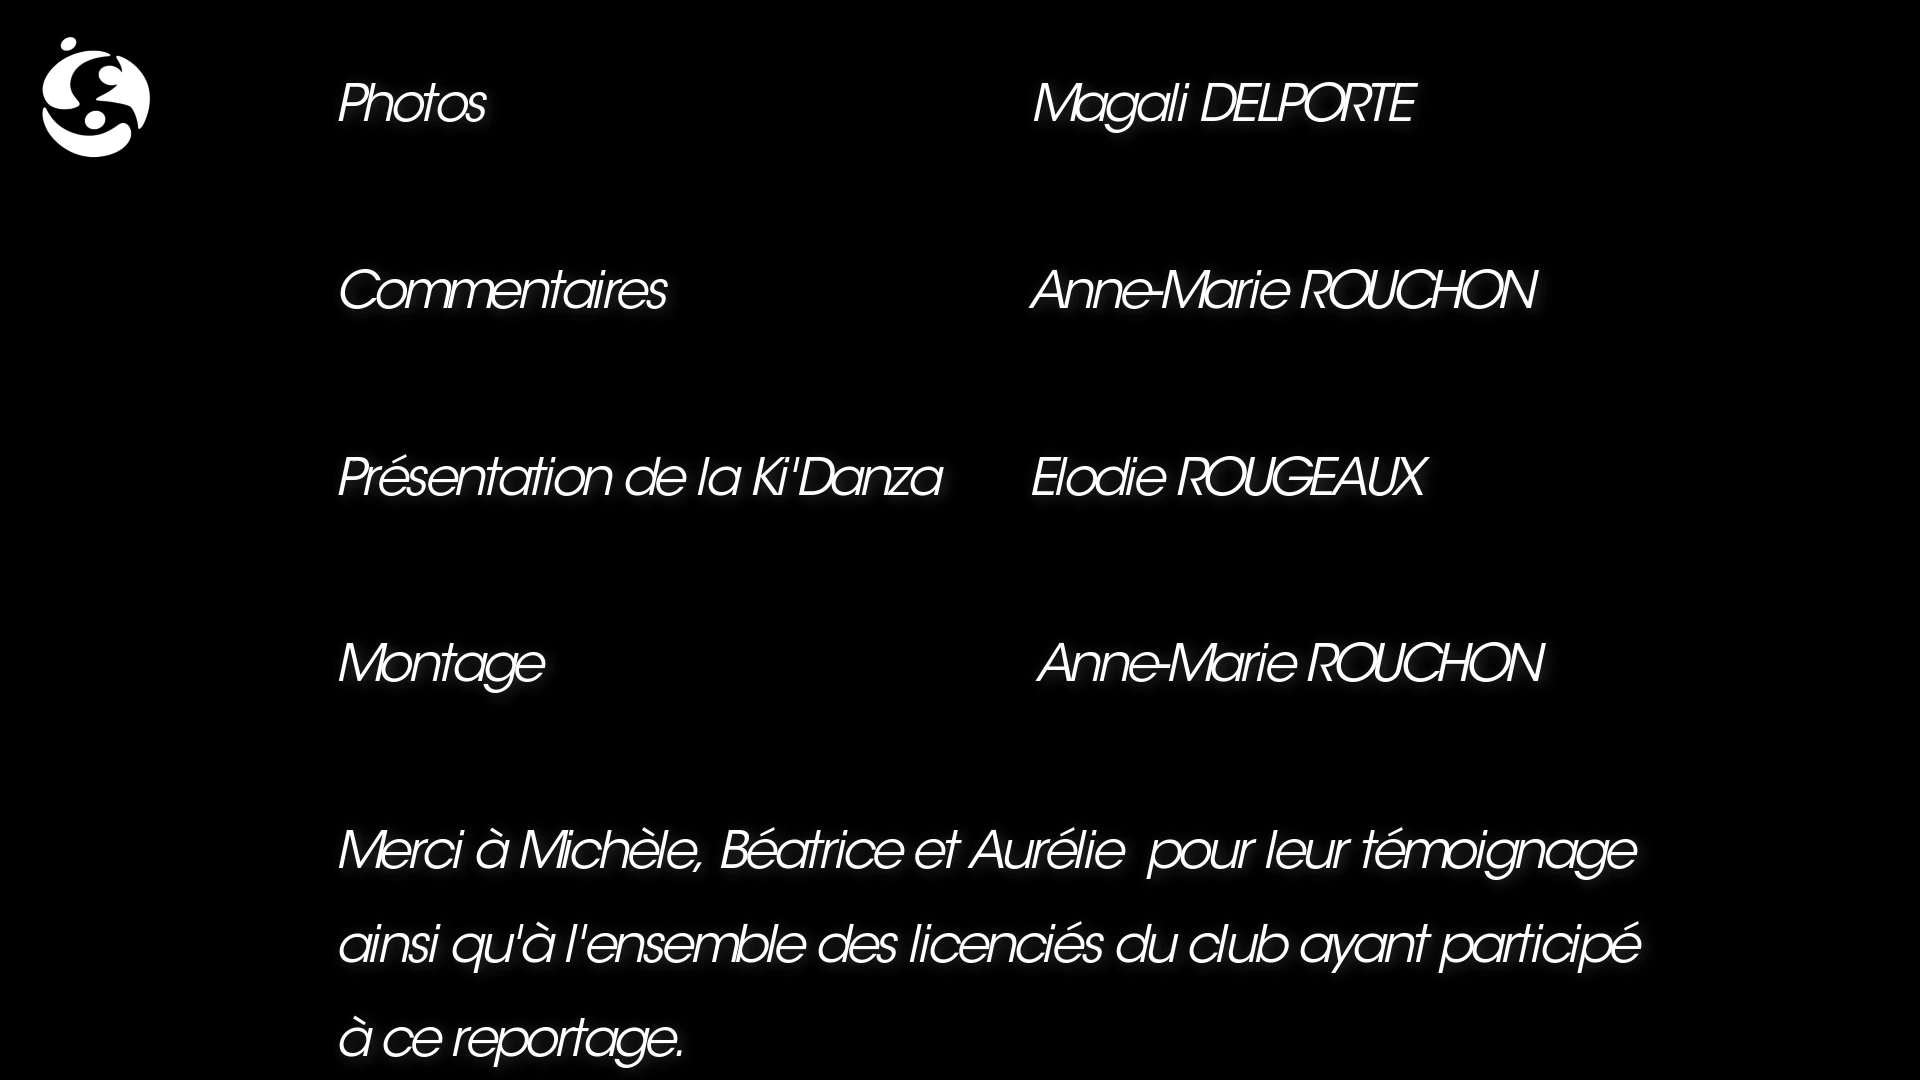 Photos Magali DELPORTE
Commentaires Anne-Marie ROUCHON
Présentation de la Ki'Danza Elodie ROUGEAUX
Montage Anne-Marie ROUCHON
Merci à Michèle, Béatrice et Aurélie pour leur témoignage
ainsi qu'à l'ensemble des licenciés du club ayant participé
à ce reportage.